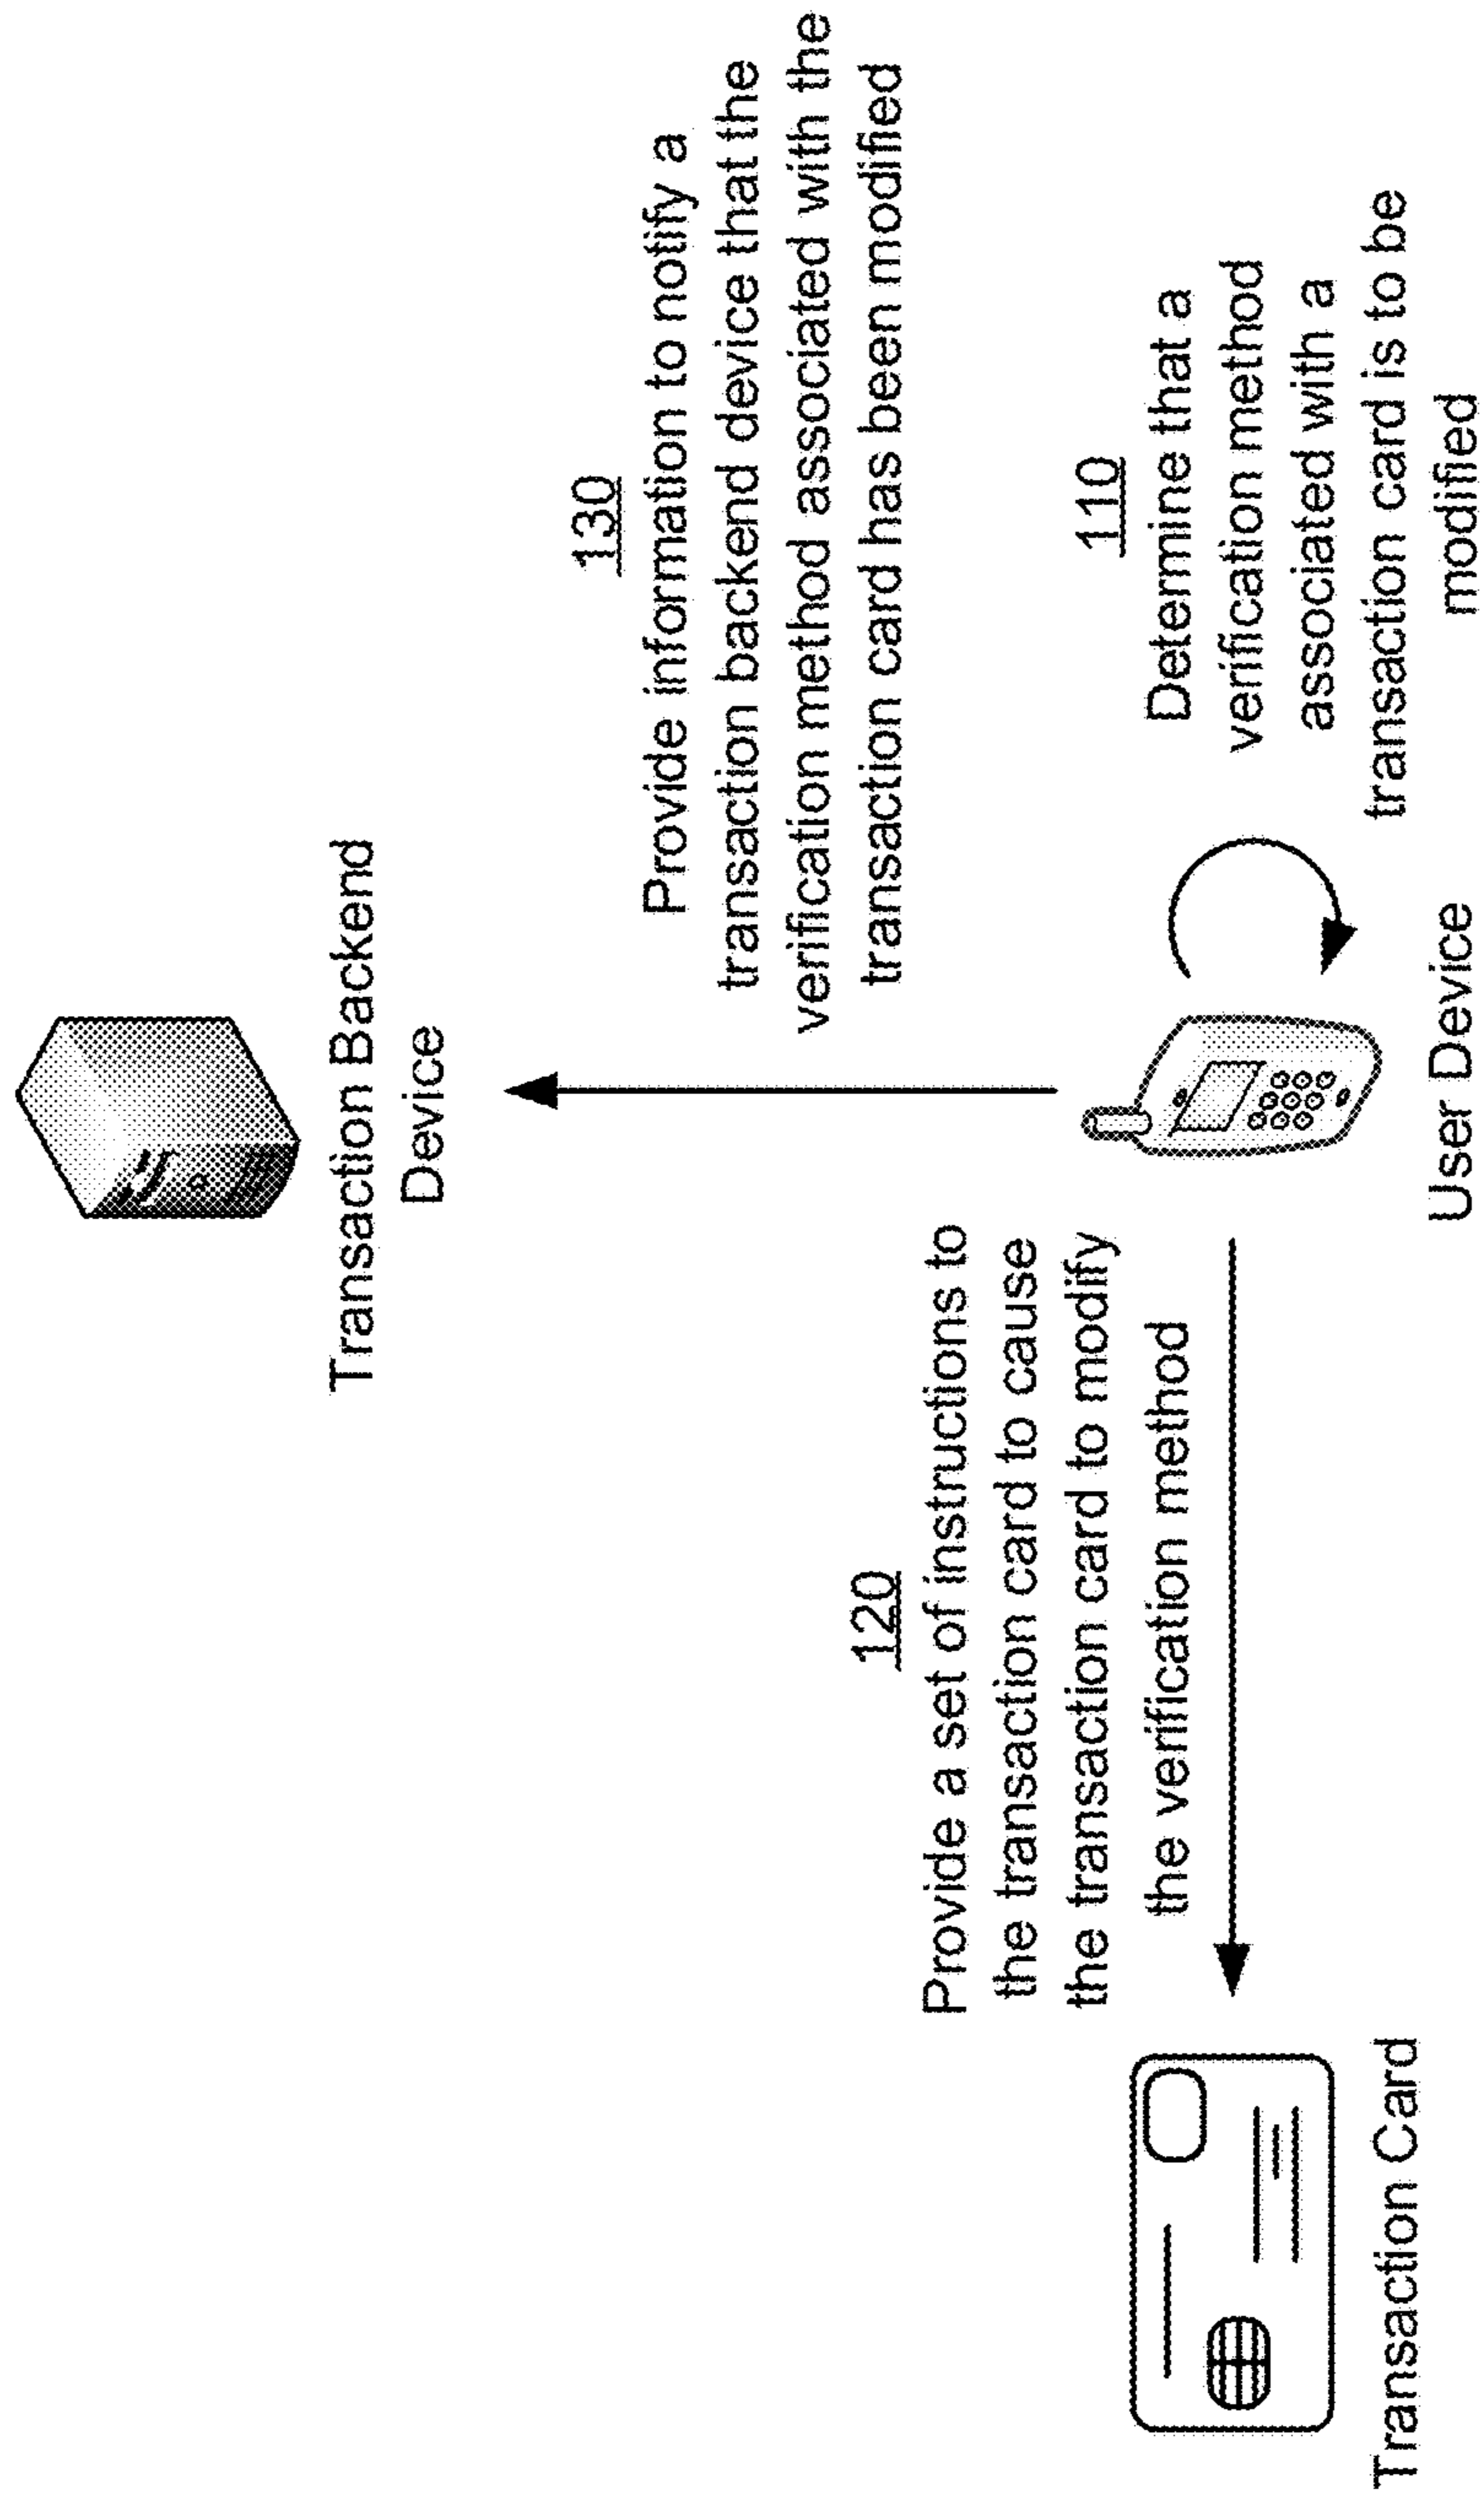 Transaction Backend
Device
130
Provide information to notify a
transaction backend device that the
verification method associated with the
transaction card has been modified
120
Provide a set of instructions to
the transaction card to cause
the transaction card to modify
the verification method
110
Determine that a
verification method
associated with a
transaction card is to be
modified
Transaction Card
User Device